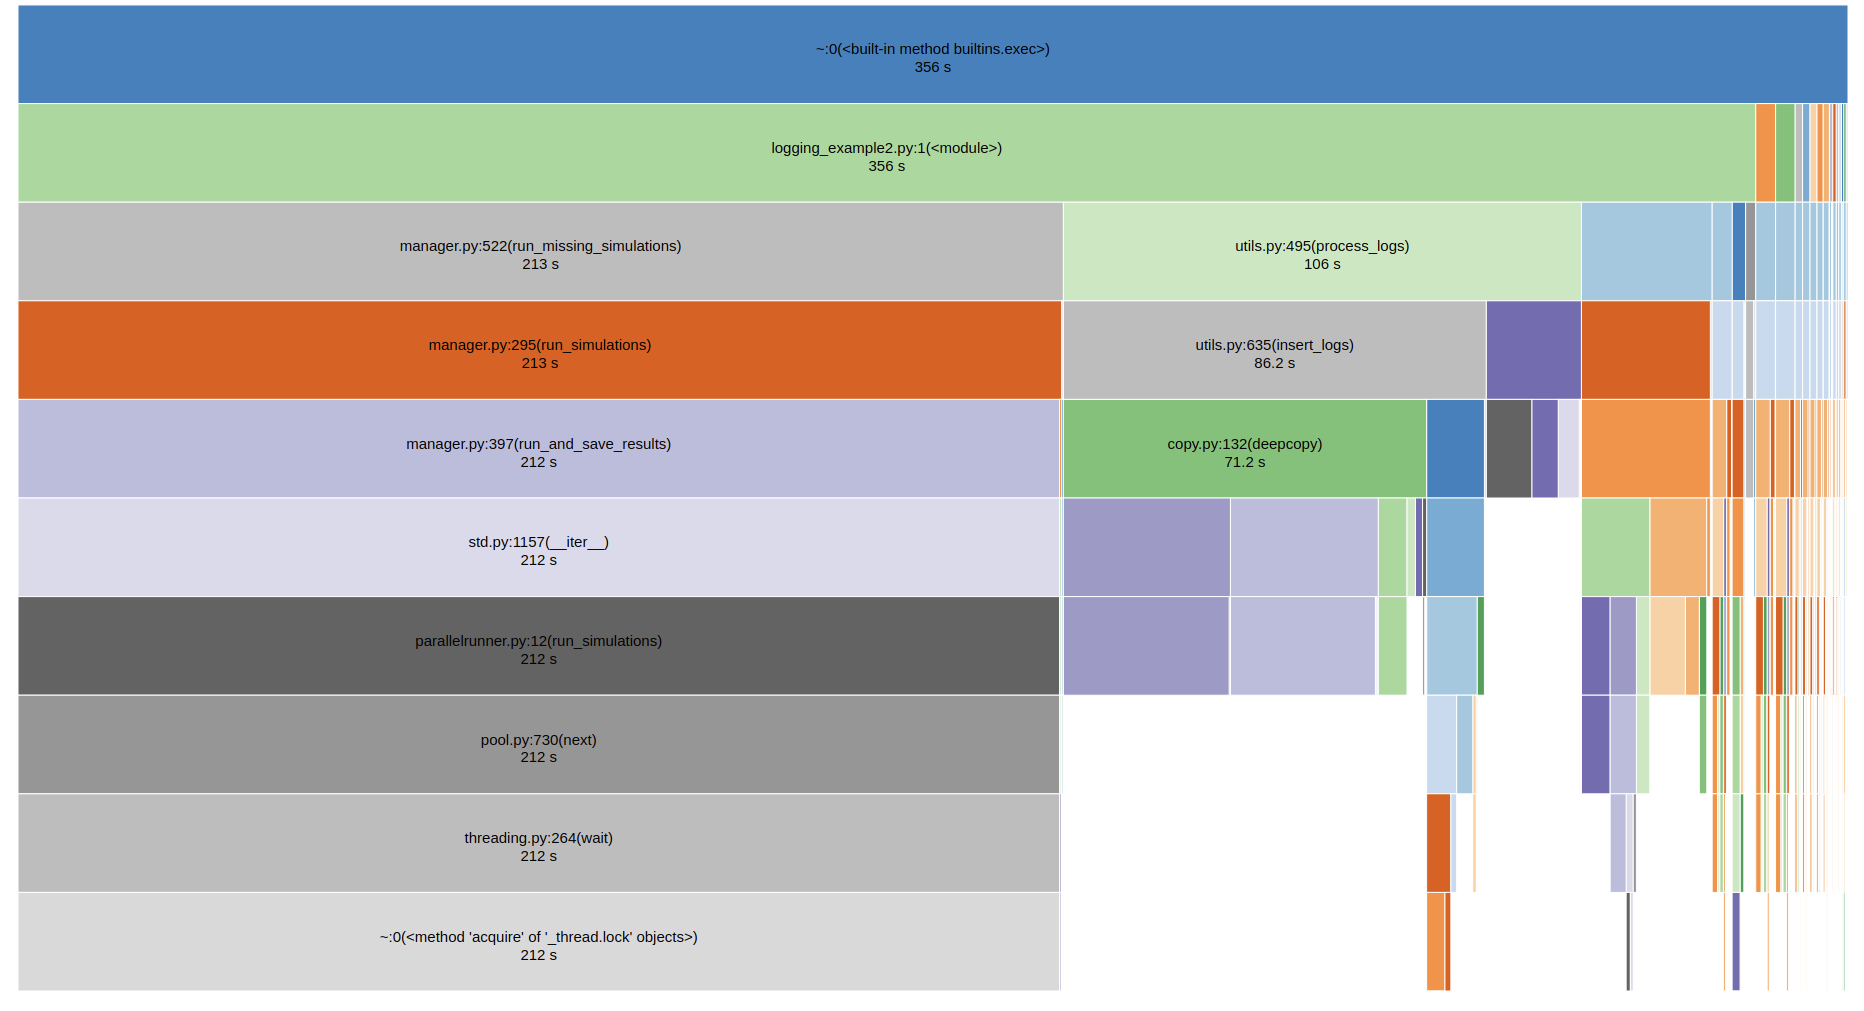 ~:0(<built-in method builtins.exec>)
356 s
logging_example2.py:1(<module>)
356 s
manager.py:522(run_missing_simulations)
213 s
utils.py:495(process_logs)
106 s
manager.py:295(run_simulations)
213 s
utils.py:635(insert_logs)
86.2 s
manager.py:397(run_and_save_results)
212 s
copy.py:132(deepcopy)
71.2 s
std.py:1157(__iter__)
212 s
parallelrunner.py:12(run_simulations)
212 s
pool.py:730(next)
212 s
threading.py:264(wait)
212 s
~:0(<method 'acquire' of '_thread.lock' objects>)
212 s